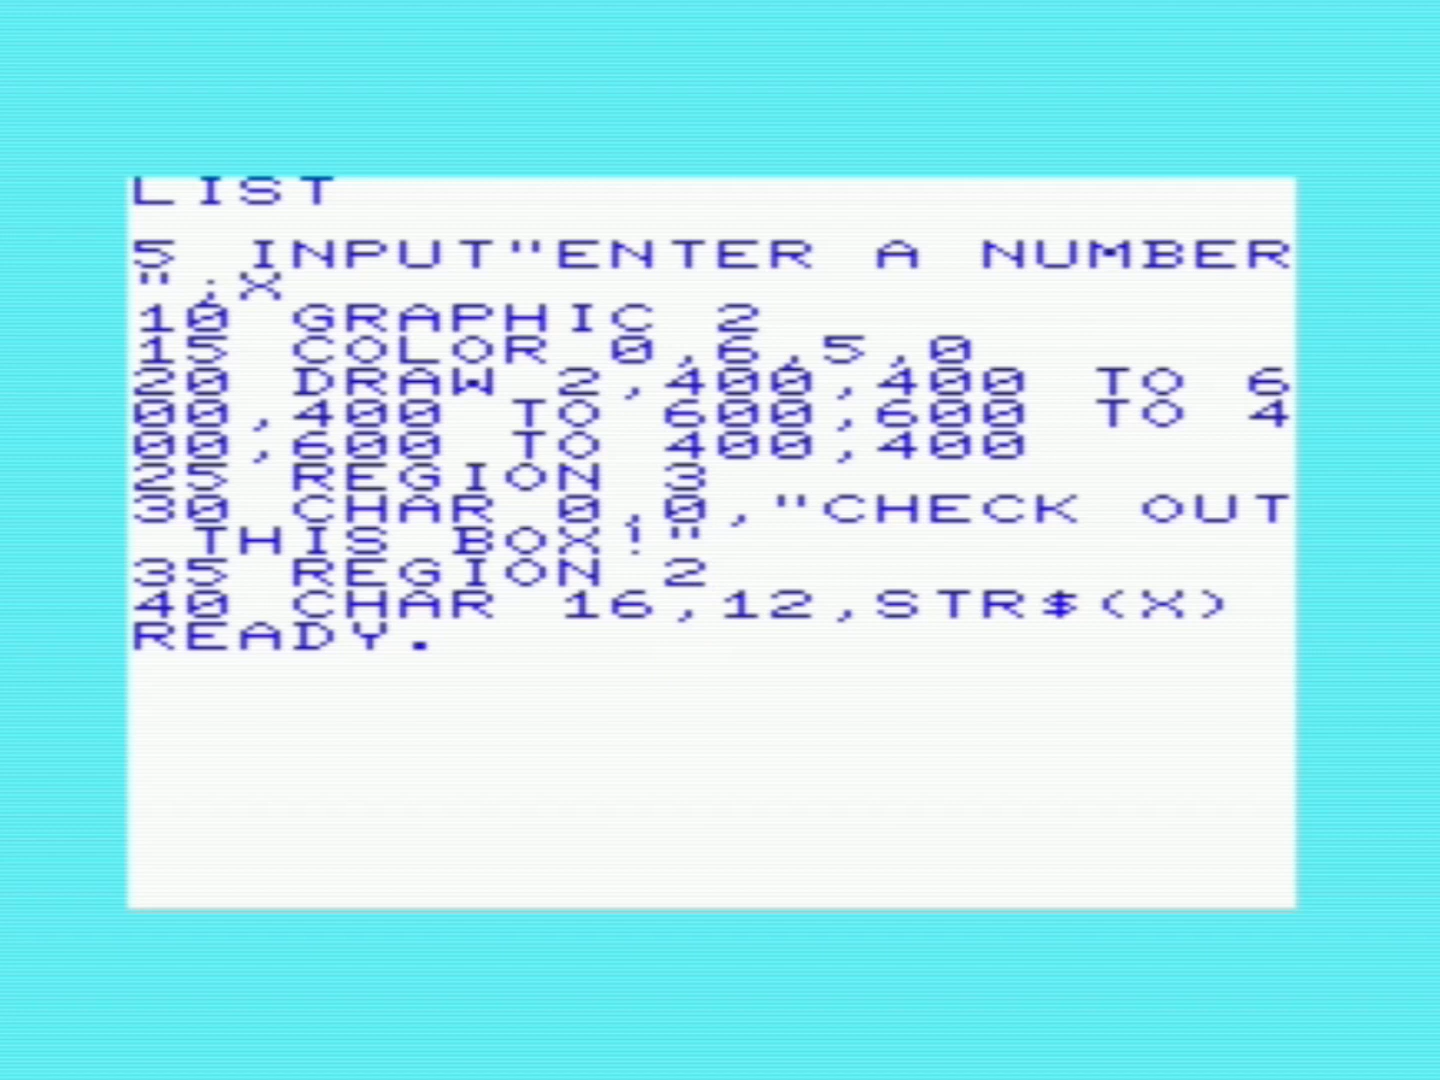 LIST
5 INPUT"ENTER A NUMBER
";X
10 GRAPHIC 2
15 COLOR 0,6,5,0
20 DRAW 2,400,400 TO 6
00,400 TO 600,600 TO 4
00,600 TO 400,400
25 REGION 3
30 CHAR 0,0,"CHECK OUT
 THIS BOX!"
35 REGION 2
40 CHAR 16,12,STR$(X)
READY.